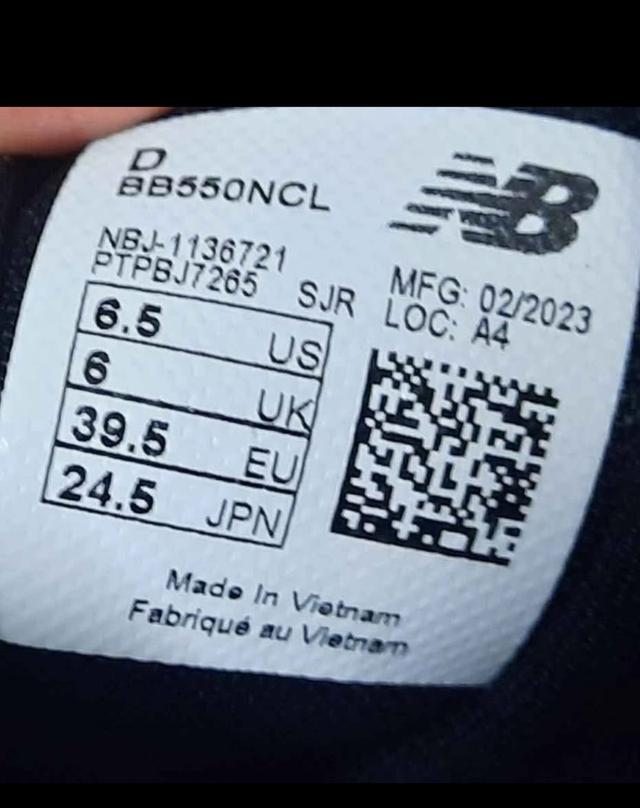 D
BB550NCL
NB
NBJ-1136721
PTPBJ7265 SJR
MFG: 02/2023
LOC: A4
6.5 US
6 UK
39.5 EU
24.5 JPN
Made In Vietnam
Fabriqué au Vietnam